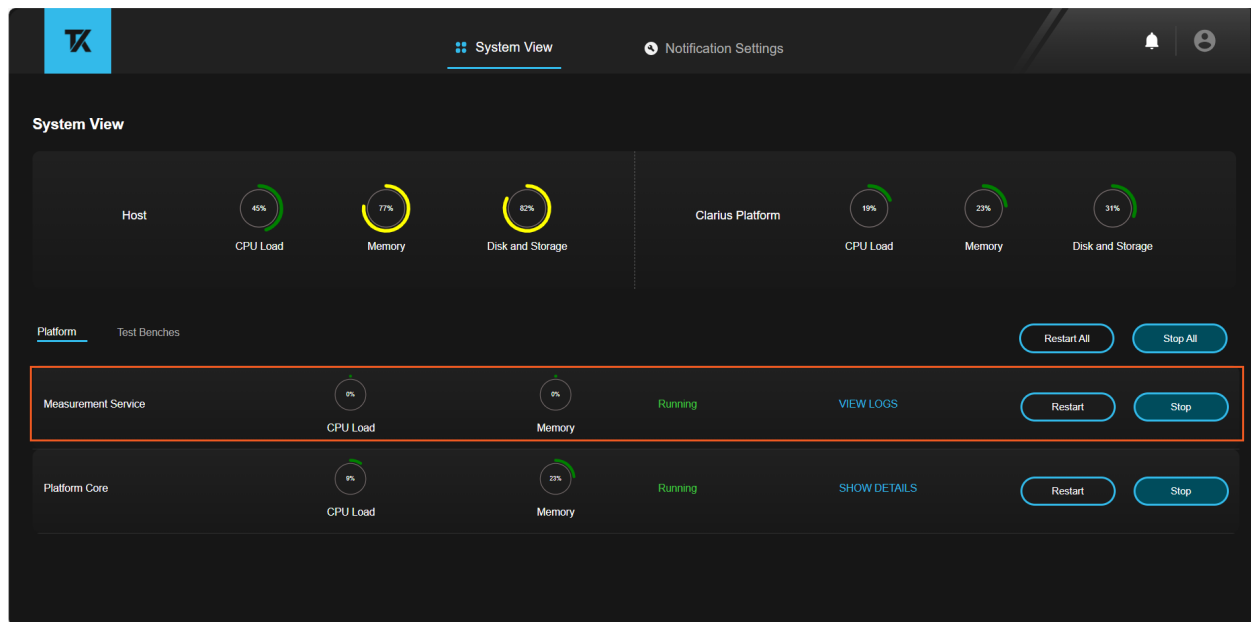 TK
System View
Notification Settings
System View
Host
45%
CPU Load
77%
Memory
82%
Disk and Storage
Clarius Platform
19%
CPU Load
23%
Memory
31%
Disk and Storage
Platform
Test Benches
Restart All
Stop All
Measurement Service
0%
CPU Load
0%
Memory
Running
VIEW LOGS
Restart
Stop
Platform Core
9%
CPU Load
23%
Memory
Running
SHOW DETAILS
Restart
Stop